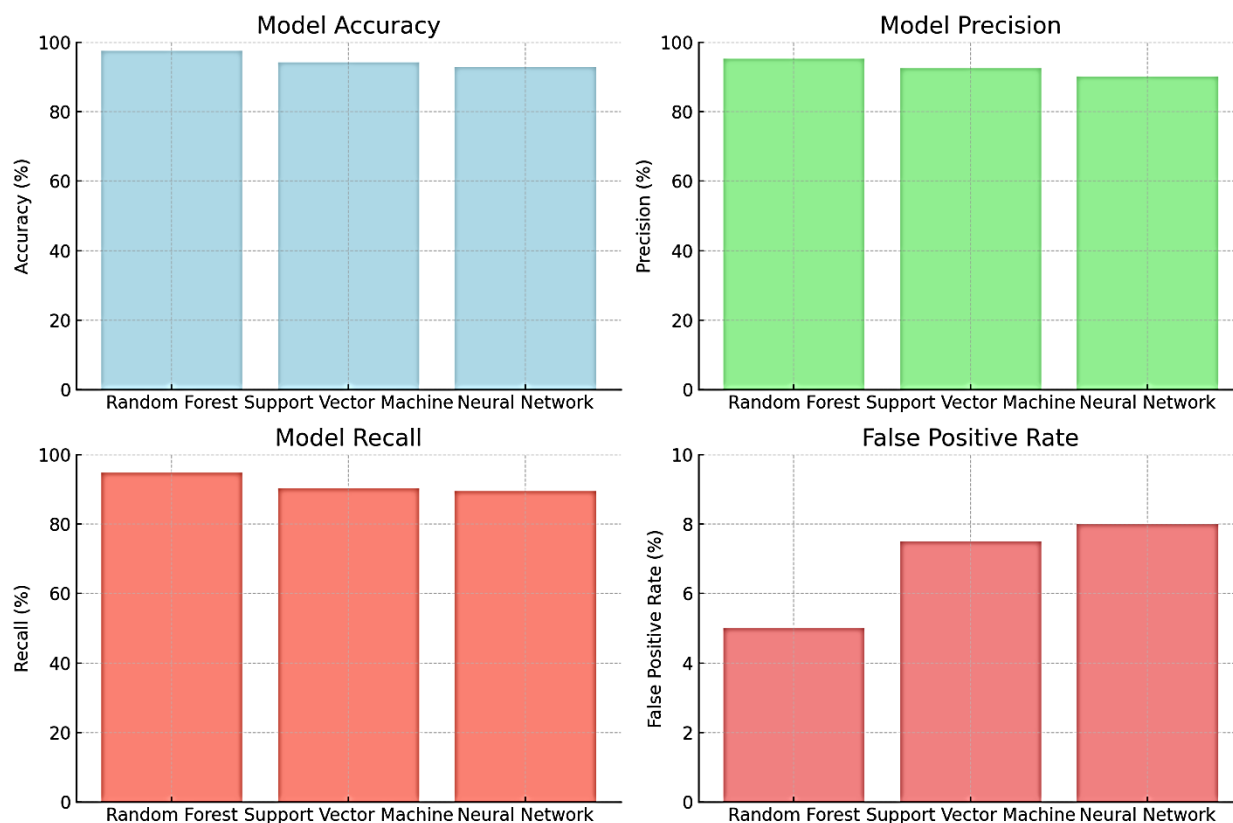 Model Accuracy
Accuracy (%)
100
80
60
40
20
0
Random Forest Support Vector Machine Neural Network
Model Precision
Precision (%)
100
80
60
40
20
0
Random Forest Support Vector Machine Neural Network
Model Recall
Recall (%)
100
80
60
40
20
0
Random Forest Support Vector Machine Neural Network
False Positive Rate
False Positive Rate (%)
10
8
6
4
2
0
Random Forest Support Vector Machine Neural Network